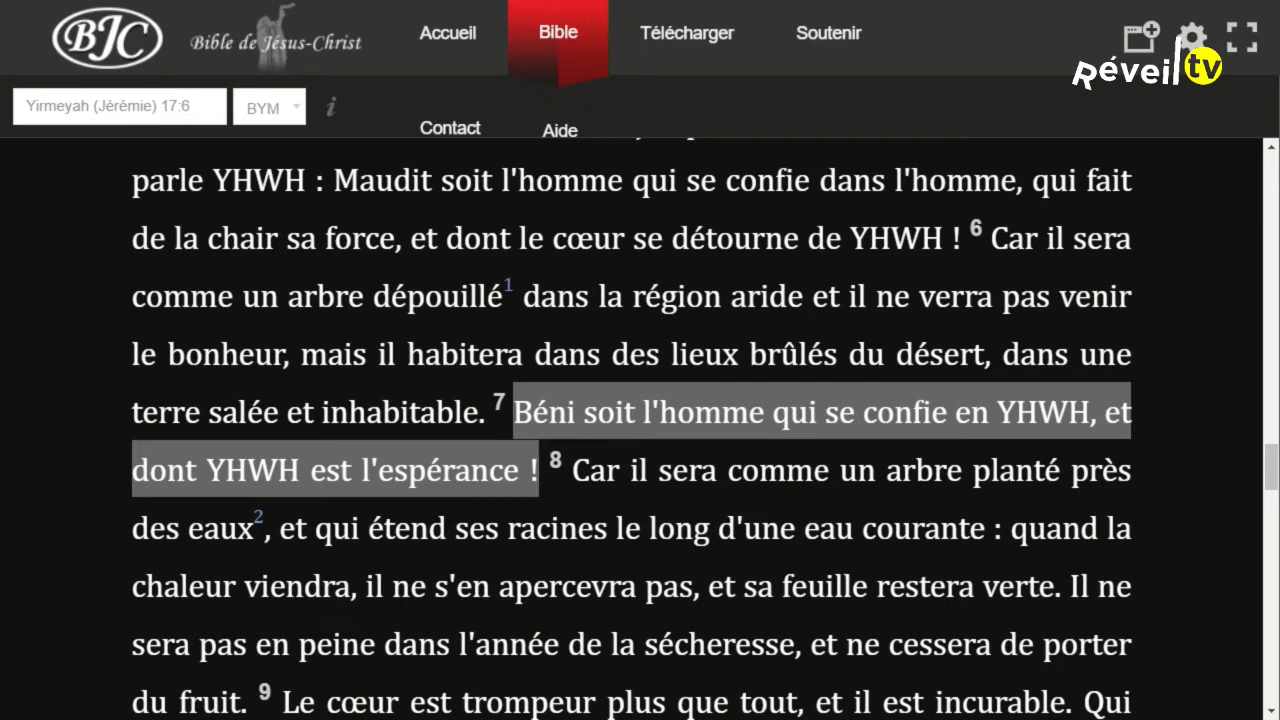 BJC
Bible de Jésus-Christ
Accueil
Bible
Télécharger
Soutenir
Réveil tv
Yirmeyah (Jérémie) 17:6
BYM
i
Contact
Aide
parle YHWH : Maudit soit l'homme qui se confie dans l'homme, qui fait
de la chair sa force, et dont le cœur se détourne de YHWH ! 6 Car il sera
comme un arbre dépouillé1 dans la région aride et il ne verra pas venir
le bonheur, mais il habitera dans des lieux brûlés du désert, dans une
terre salée et inhabitable. 7 Béni soit l'homme qui se confie en YHWH, et
dont YHWH est l'espérance ! 8 Car il sera comme un arbre planté près
des eaux2, et qui étend ses racines le long d'une eau courante : quand la
chaleur viendra, il ne s'en apercevra pas, et sa feuille restera verte. Il ne
sera pas en peine dans l'année de la sécheresse, et ne cessera de porter
du fruit. 9 Le cœur est trompeur plus que tout, et il est incurable. Qui